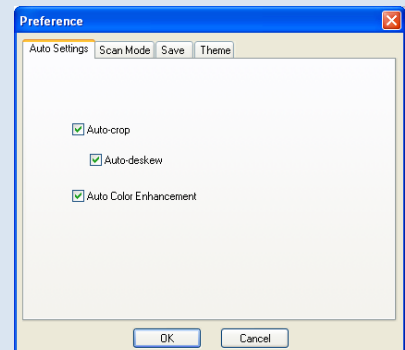 Preference
Auto Settings Scan Mode Save Theme
Auto-crop
Auto-deskew
Auto Color Enhancement
OK Cancel